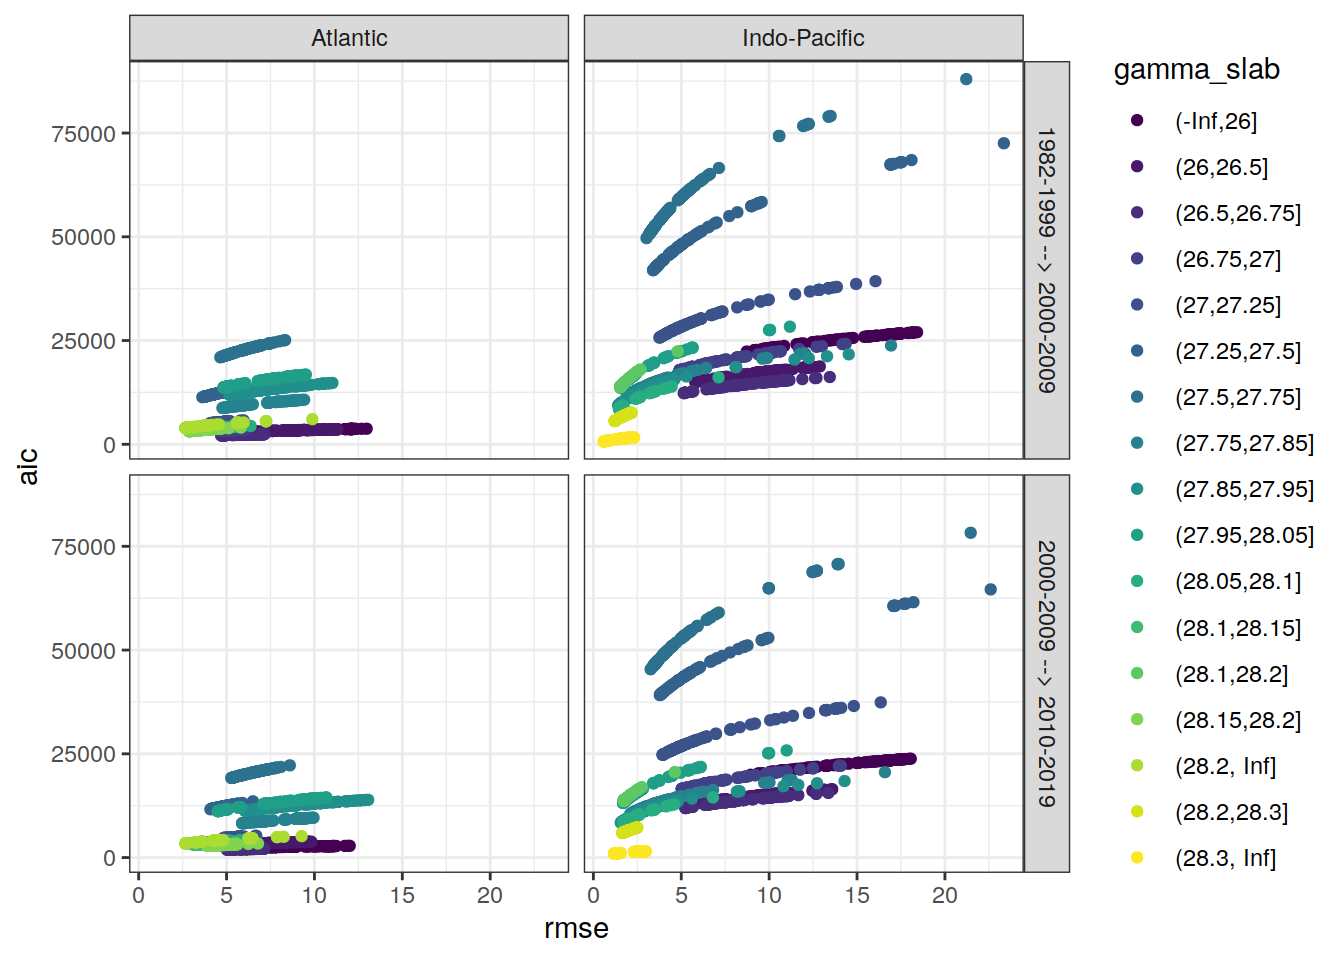 Atlantic
Indo-Pacific
75000
50000
25000
0
1982-1999 --> 2000-2009
75000
50000
25000
0
2000-2009 --> 2010-2019
0 5 10 15 20
0 5 10 15 20
rmse
aic
gamma_slab
(-Inf,26]
(26,26.5]
(26.5,26.75]
(26.75,27]
(27,27.25]
(27.25,27.5]
(27.5,27.75]
(27.75,27.85]
(27.85,27.95]
(27.95,28.05]
(28.05,28.1]
(28.1,28.15]
(28.1,28.2]
(28.15,28.2]
(28.2, Inf]
(28.2,28.3]
(28.3, Inf]